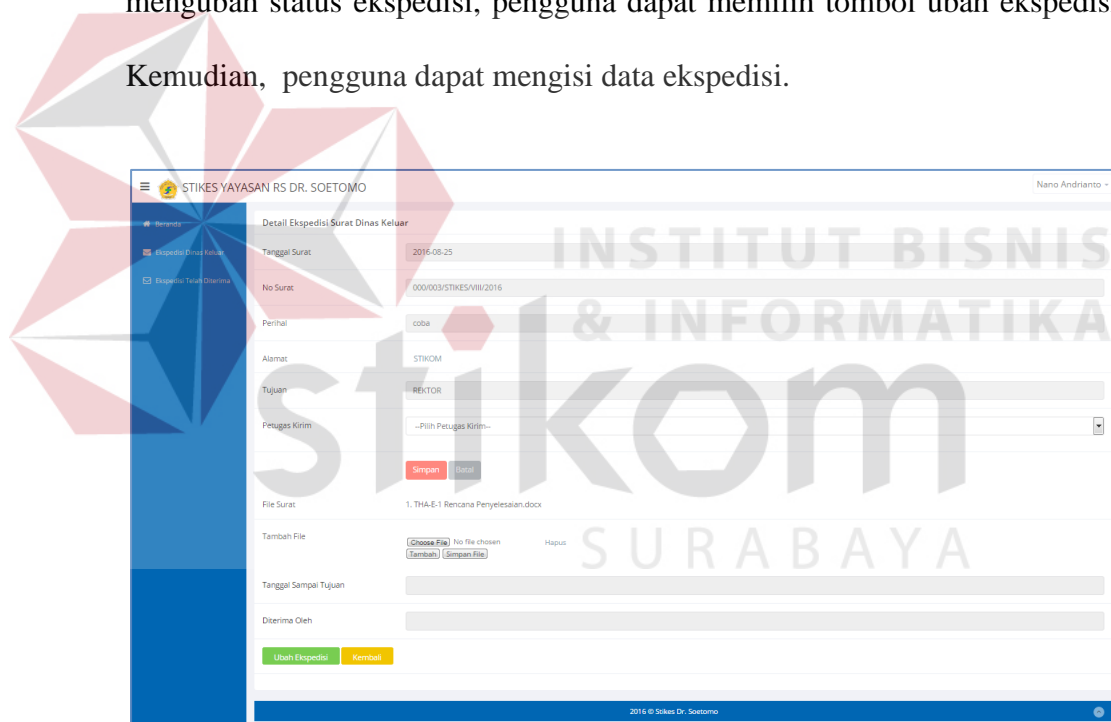 mengubah status ekspedisi, pengguna dapat memilih tombol ubah ekspedisi
Kemudian, pengguna dapat mengisi data ekspedisi.
STIKES YAYASAN RS DR. SOETOMO
Nano Andrianto
Beranda
Ekspedisi Dinas Keluar
Ekspedisi Telah Diterima
Detail Ekspedisi Surat Dinas Keluar
Tanggal Surat 2016-08-25
No Surat 000/003/STIKES/VIII/2016
Perihal coba
Alamat STIKOM
Tujuan REKTOR
Petugas Kirim --Pilih Petugas Kirim--
Simpan Batal
File Surat 1. THA-E-1 Rencana Penyelesaian.docx
Tambah File Choose File No file chosen Hapus
Tambah Simpan File
Tanggal Sampai Tujuan
Diterima Oleh
Ubah Ekspedisi Kembali
2016 © Stikes Dr. Soetomo
INSTITUT BISNIS
& INFORMATIKA
stikom
SURABAYA